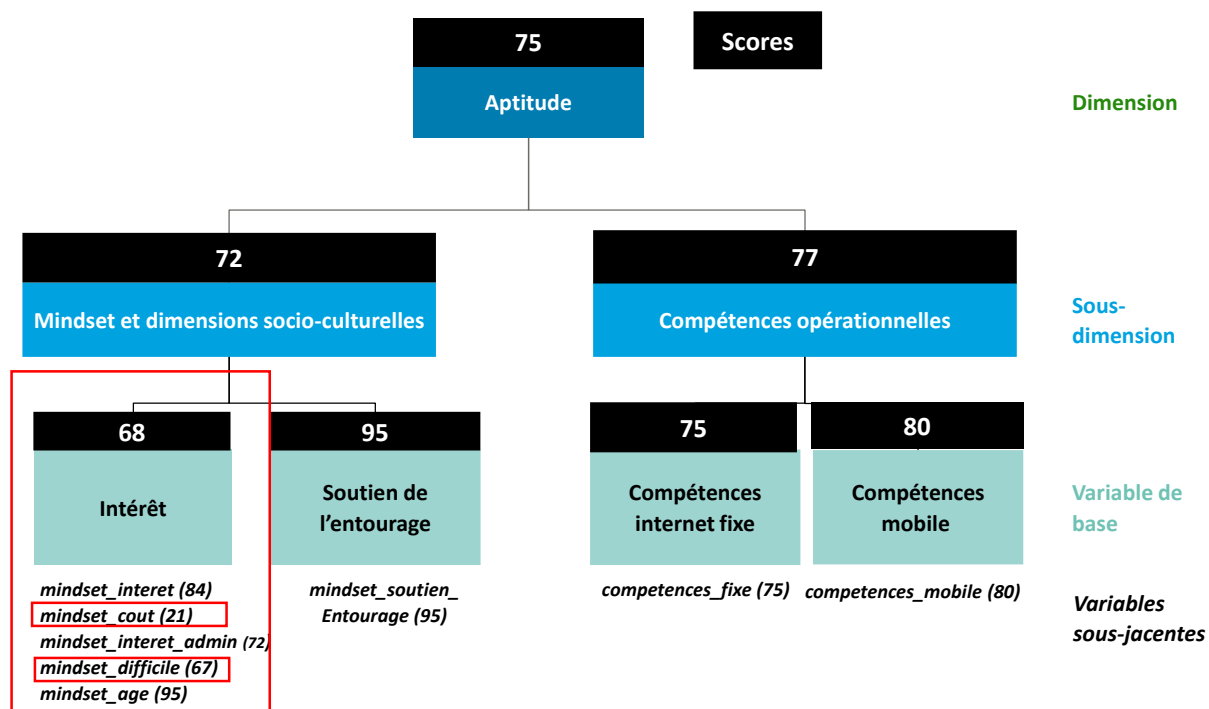 75
Scores
Aptitude
Dimension
72
77
Mindset et dimensions socio-culturelles
Compétences opérationnelles
Sous-
dimension
68
95
75
80
Intérêt
Soutien de
l’entourage
Compétences
internet fixe
Compétences
mobile
Variable de
base
mindset_interet (84)
mindset_cout (21)
mindset_interet_admin (72)
mindset_difficile (67)
mindset_age (95)
mindset_soutien_
Entourage (95)
competences_fixe (75)
competences_mobile (80)
Variables
sous-jacentes